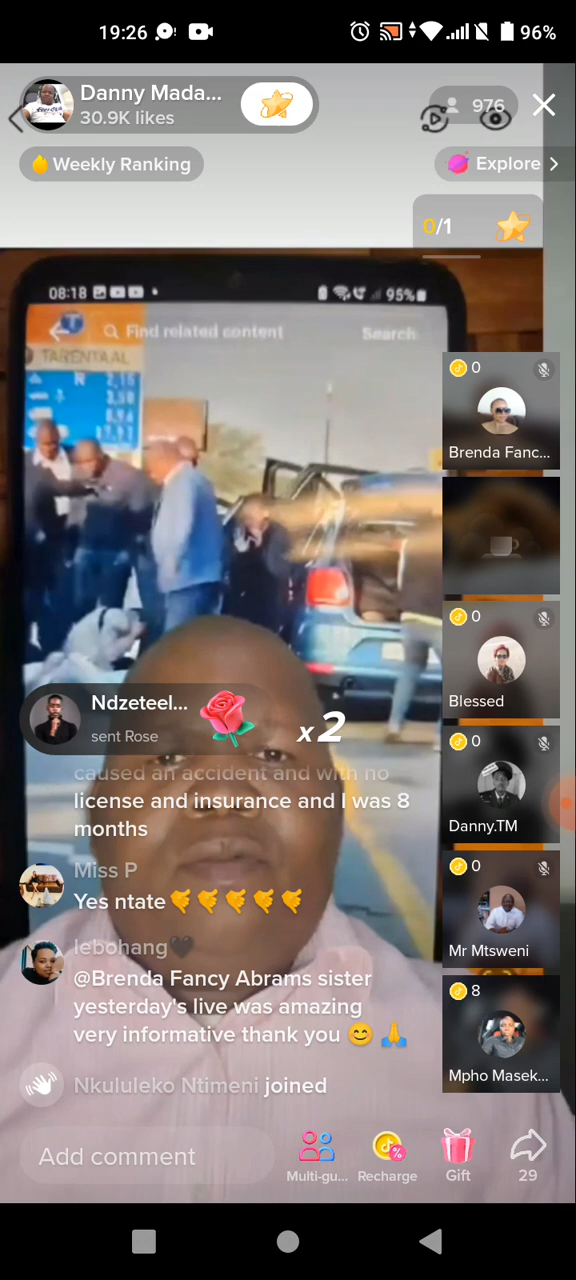 19:26
96%
Danny Mada...
30.9K likes
976
Weekly Ranking
Explore
0/1
08:18
95%
Find related content
Search
TARENTAAL
N
0
Brenda Fanc...
0
Blessed
Ndzeteel...
sent Rose
x2
0
Danny.TM
caused an accident and with no
license and insurance and I was 8
months
Miss P
Yes ntate🤙🤙🤙🤙🤙
0
Mr Mtsweni
lebohang🖤
@Brenda Fancy Abrams sister
yesterday's live was amazing
very informative thank you 😊 🙏
8
Mpho Masek...
Nkululeko Ntimeni joined
Add comment
Multi-gu...
Recharge
Gift
29